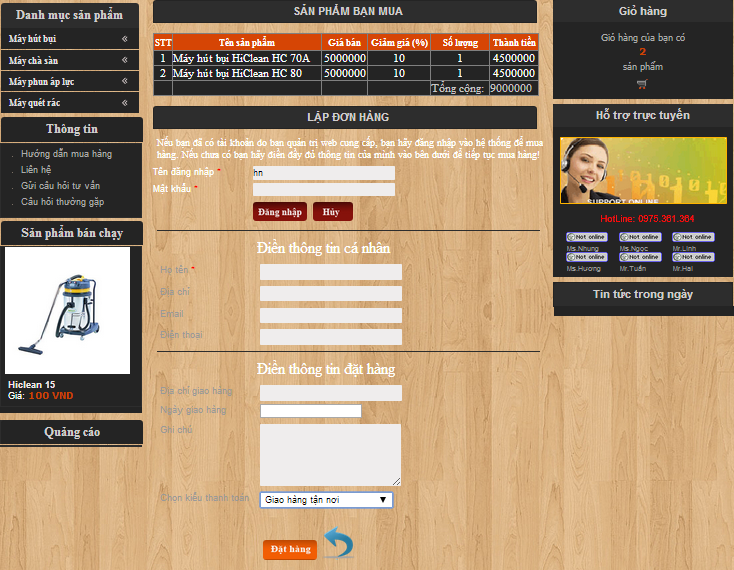 Danh mục sản phẩm
Máy hút bụi
Máy chà sàn
Máy phun áp lực
Máy quét rác
Thông tin
Hướng dẫn mua hàng
Liên hệ
Gửi câu hỏi tư vấn
Câu hỏi thường gặp
Sản phẩm bán chạy
Hiclean 15
Giá: 100 VND
Quảng cáo
SẢN PHẨM BẠN MUA
STT Tên sản phẩm Giá bán Giảm giá (%) Số lượng Thành tiền
1 Máy hút bụi HiClean HC 70A 5000000 10 1 4500000
2 Máy hút bụi HiClean HC 80 5000000 10 1 4500000
Tổng cộng: 9000000
LẬP ĐƠN HÀNG
Nếu bạn đã có tài khoản do ban quản trị web cung cấp, bạn hãy đăng nhập vào hệ thống để mua
hàng. Nếu chưa có bạn hãy điền đầy đủ thông tin của mình vào bên dưới để tiếp tục mua hàng!
Tên đăng nhập * hn
Mật khẩu *
Đăng nhập Hủy
Điền thông tin cá nhân
Họ tên *
Địa chỉ
Email
Điện thoại
Điền thông tin đặt hàng
Địa chỉ giao hàng
Ngày giao hàng
Ghi chú
Chọn kiểu thanh toán Giao hàng tận nơi
Đặt hàng
Giỏ hàng
Giỏ hàng của bạn có
2
sản phẩm
Hỗ trợ trực tuyến
SUPPORT ONLINE
HotLine: 0975.361.364
Not online Not online Not online
Ms.Nhung Ms.Ngọc Mr.Linh
Not online Not online Not online
Ms.Hương Mr.Tuấn Mr.Hai
Tin tức trong ngày